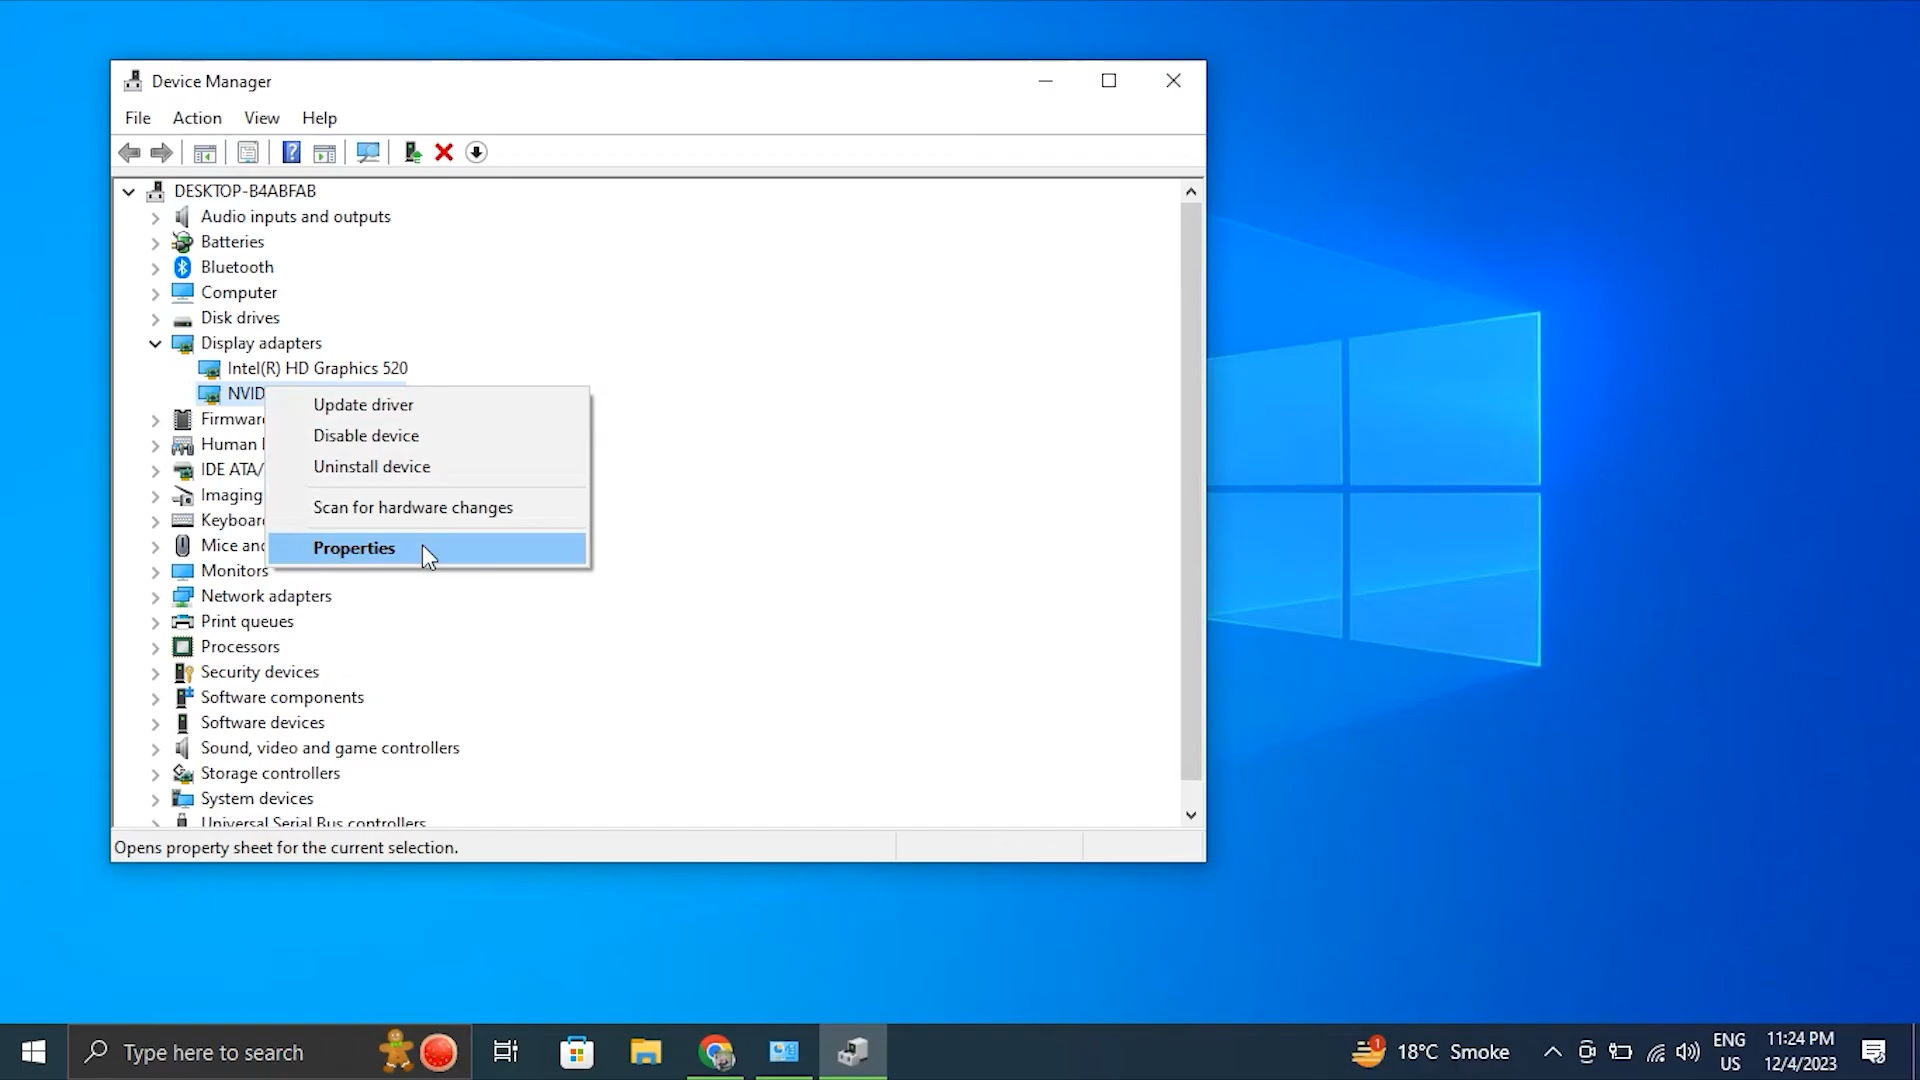 Device Manager
File Action View Help
DESKTOP-B4ABFAB
Audio inputs and outputs
Batteries
Bluetooth
Computer
Disk drives
Display adapters
Intel(R) HD Graphics 520
NVID
Update driver
Firmwar
Disable device
Human
Uninstall device
IDE ATA/
Imaging
Scan for hardware changes
Keyboar
Mice and
Properties
Monitors
Network adapters
Print queues
Processors
Security devices
Software components
Software devices
Sound, video and game controllers
Storage controllers
System devices
Universal Serial Bus controllers
Opens property sheet for the current selection.
Type here to search
1
18°C Smoke
ENG
US
11:24 PM
12/4/2023